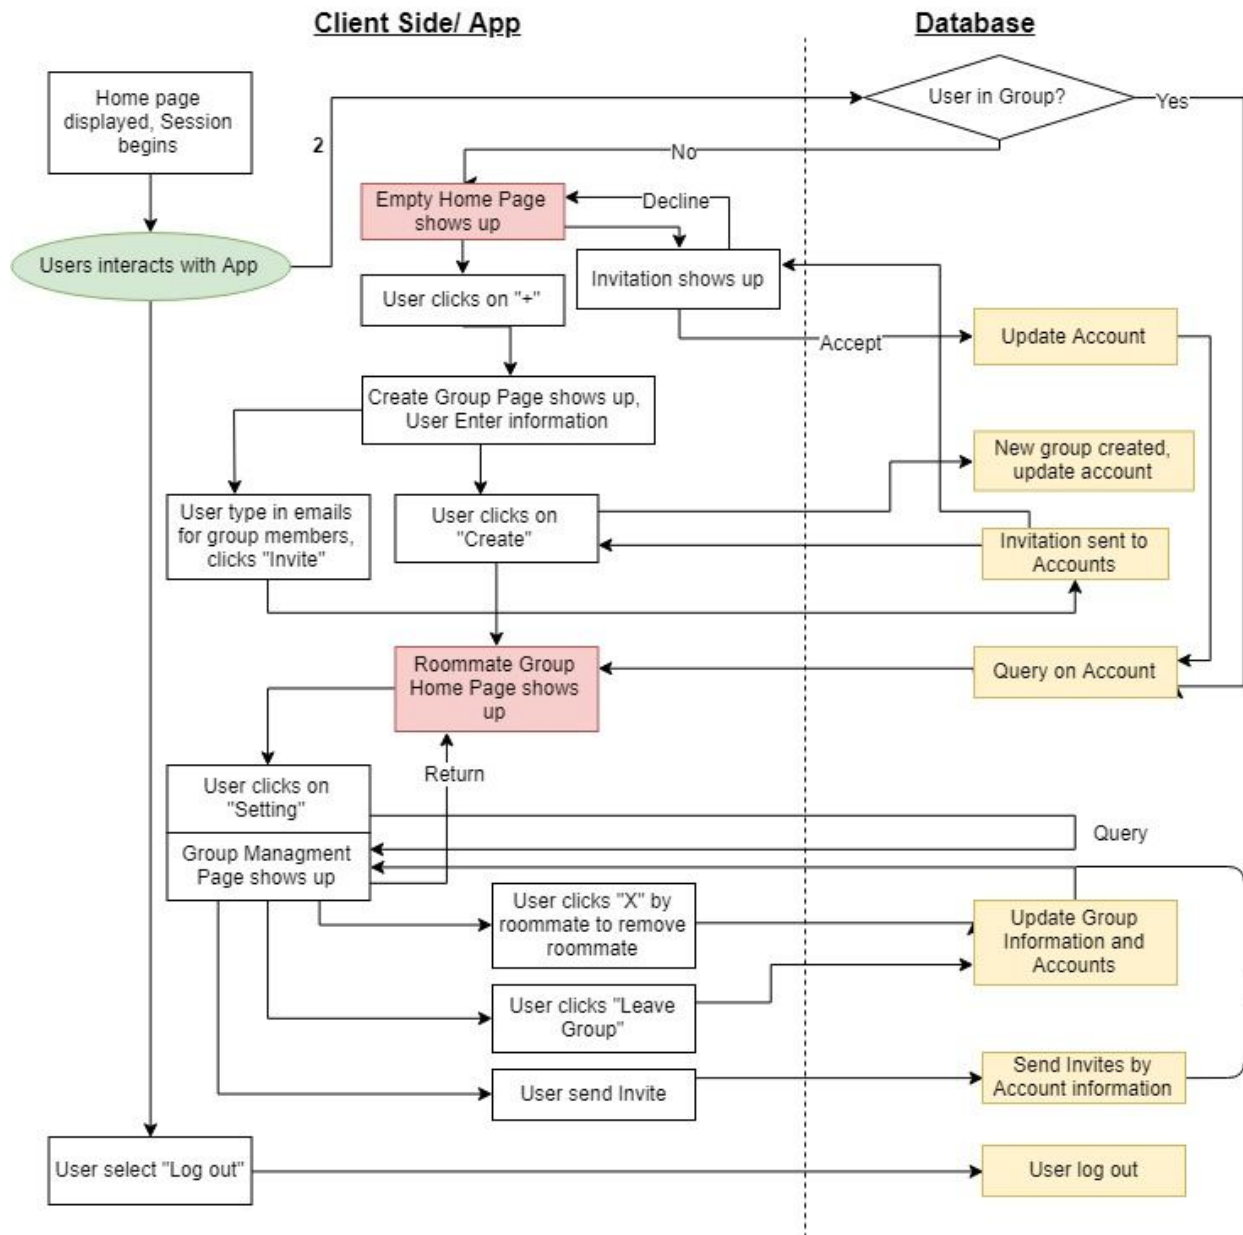 Client Side/ App
Database
Home page
displayed, Session
begins
2
User in Group?
Yes
No
Empty Home Page
shows up
Decline
Users interacts with App
Invitation shows up
User clicks on "+"
Accept
Update Account
Create Group Page shows up,
User Enter information
New group created,
update account
User type in emails
for group members,
clicks "Invite"
User clicks on
"Create"
Invitation sent to
Accounts
Roommate Group
Home Page shows
up
Query on Account
Return
User clicks on
"Setting"
Query
Group Managment
Page shows up
User clicks "X" by
roommate to remove
roommate
Update Group
Information and
Accounts
User clicks "Leave
Group"
User send Invite
Send Invites by
Account information
User select "Log out"
User log out